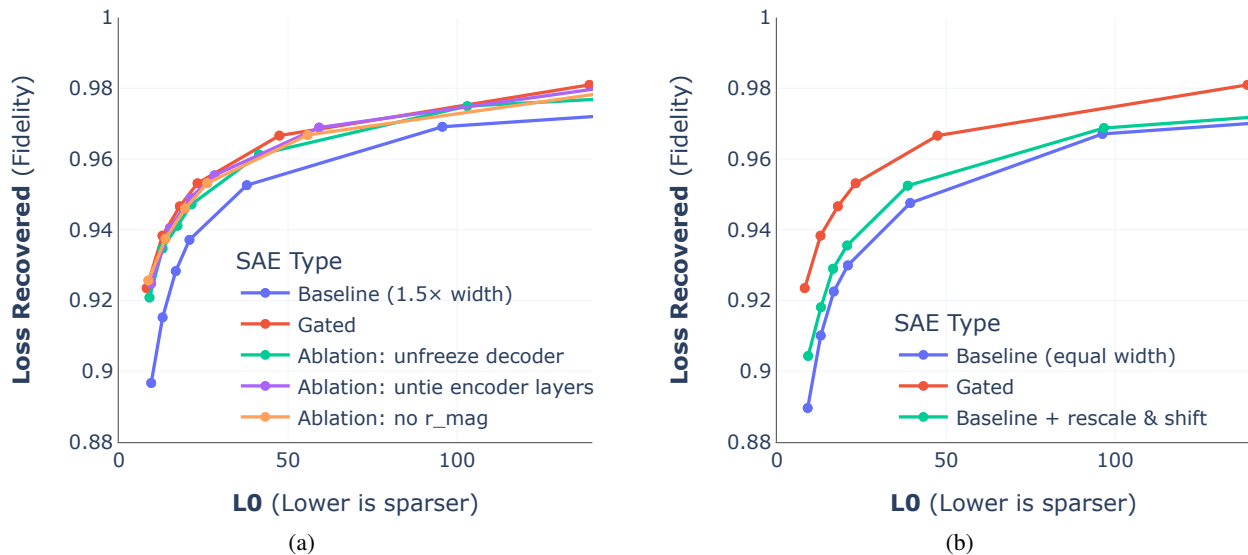 1
0.98
0.96
0.94
0.92
0.9
0.88
0
50
100
Loss Recovered (Fidelity)
L0 (Lower is sparser)
SAE Type
Baseline (1.5× width)
Gated
Ablation: unfreeze decoder
Ablation: untie encoder layers
Ablation: no r_mag
(a)
1
0.98
0.96
0.94
0.92
0.9
0.88
0
50
100
Loss Recovered (Fidelity)
L0 (Lower is sparser)
SAE Type
Baseline (equal width)
Gated
Baseline + rescale & shift
(b)